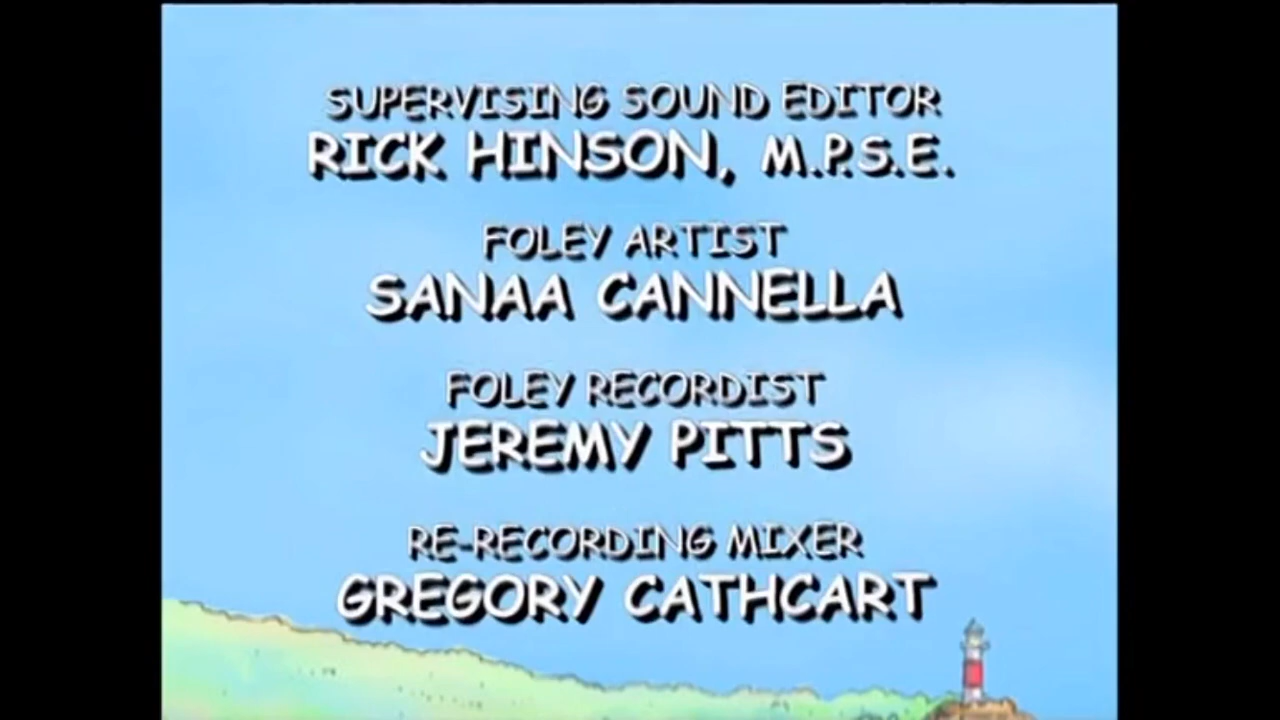 SUPERVISING SOUND EDITOR
RICK HINSON, M.P.S.E.
FOLEY ARTIST
SANAA CANNELLA
FOLEY RECORDIST
JEREMY PITTS
RE-RECORDING MIXER
GREGORY CATHCART